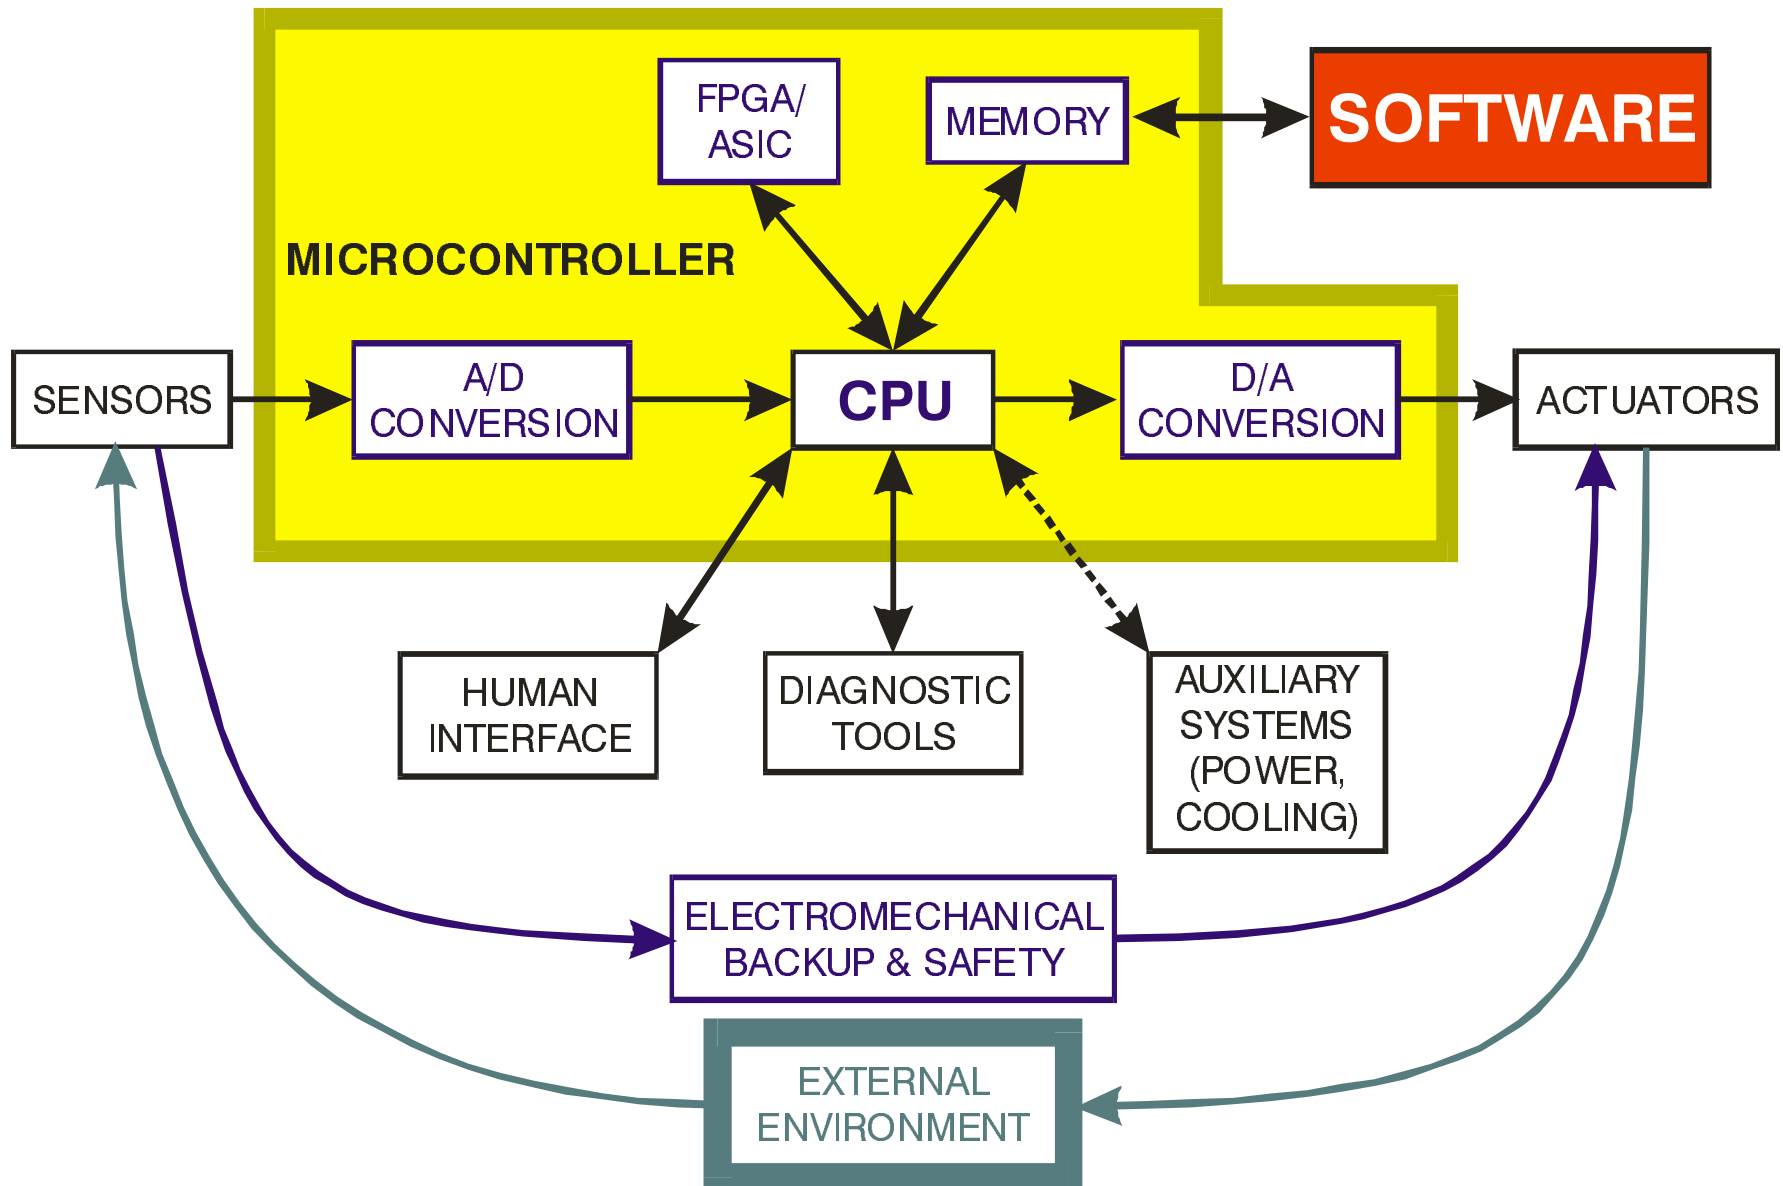 FPGA/
ASIC
MEMORY
SOFTWARE
MICROCONTROLLER
SENSORS
A/D
CONVERSION
CPU
D/A
CONVERSION
ACTUATORS
HUMAN
INTERFACE
DIAGNOSTIC
TOOLS
AUXILIARY
SYSTEMS
(POWER,
COOLING)
ELECTROMECHANICAL
BACKUP & SAFETY
EXTERNAL
ENVIRONMENT